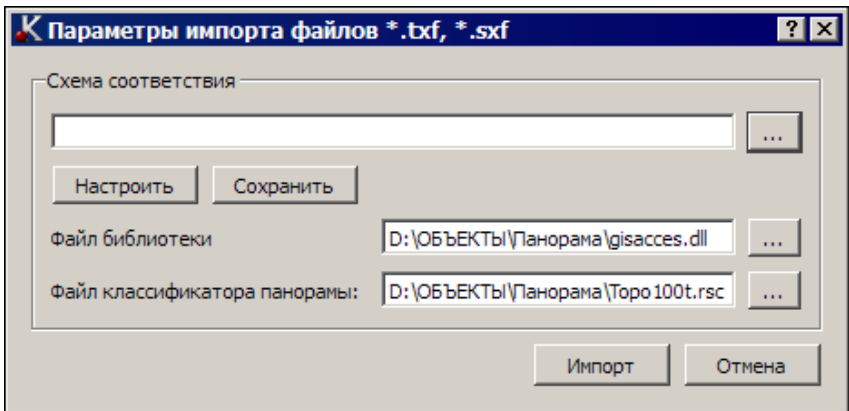 Параметры импорта файлов *.txf, *.sxf
Схема соответствия
...
Настроить Сохранить
Файл библиотеки D:\ОБЪЕКТЫ\Панорама\gisacces.dll ...
Файл классификатора панорамы: D:\ОБЪЕКТЫ\Панорама\Topo100t.rsc ...
Импорт Отмена